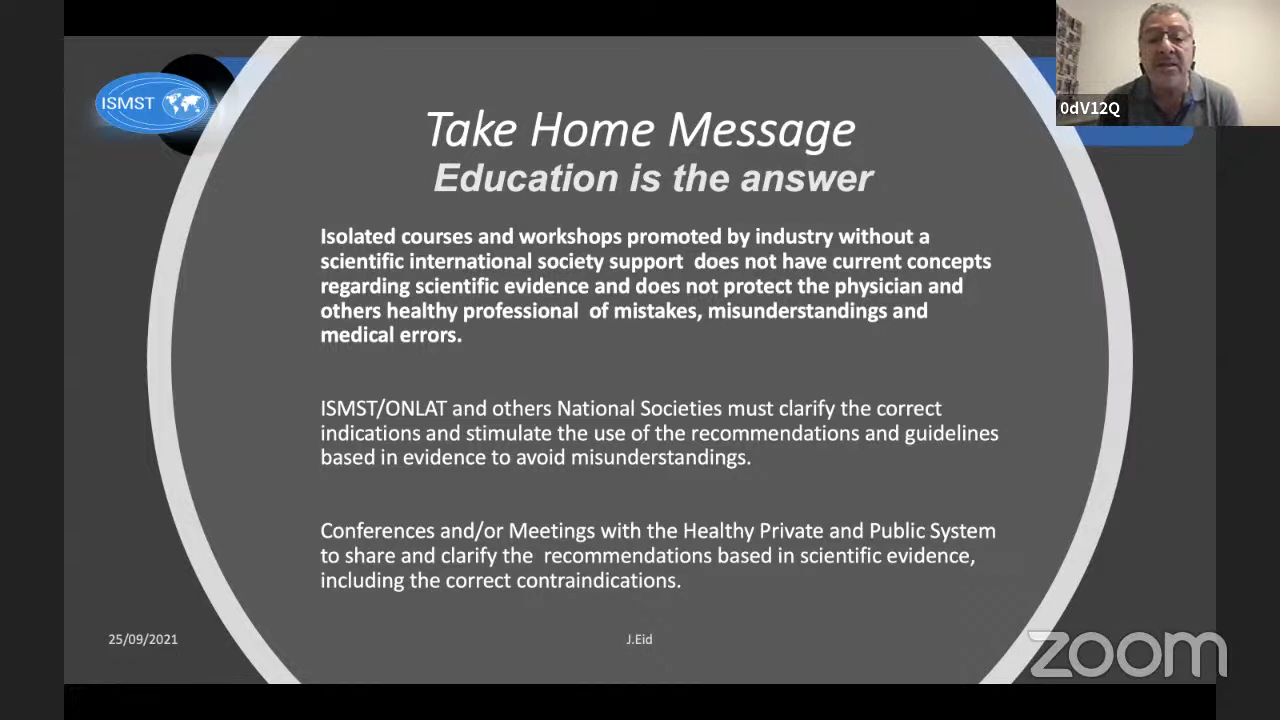 ISMST
0dV12Q
Take Home Message
Education is the answer
Isolated courses and workshops promoted by industry without a
scientific international society support does not have current concepts
regarding scientific evidence and does not protect the physician and
others healthy professional of mistakes, misunderstandings and
medical errors.
ISMST/ONLAT and others National Societies must clarify the correct
indications and stimulate the use of the recommendations and guidelines
based in evidence to avoid misunderstandings.
Conferences and/or Meetings with the Healthy Private and Public System
to share and clarify the recommendations based in scientific evidence,
including the correct contraindications.
25/09/2021
J.Eid
zoom